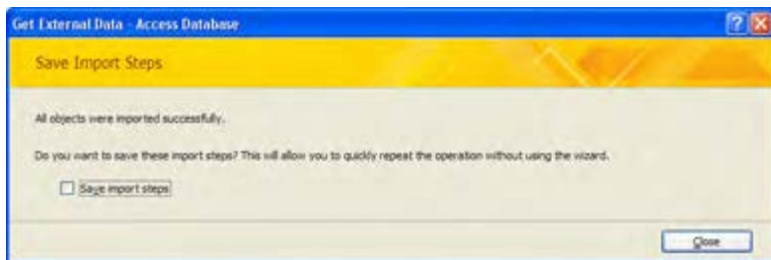 Get External Data - Access Database
Save Import Steps
All objects were imported successfully.
Do you want to save these import steps? This will allow you to quickly repeat the operation without using the wizard.
Save import steps
Close